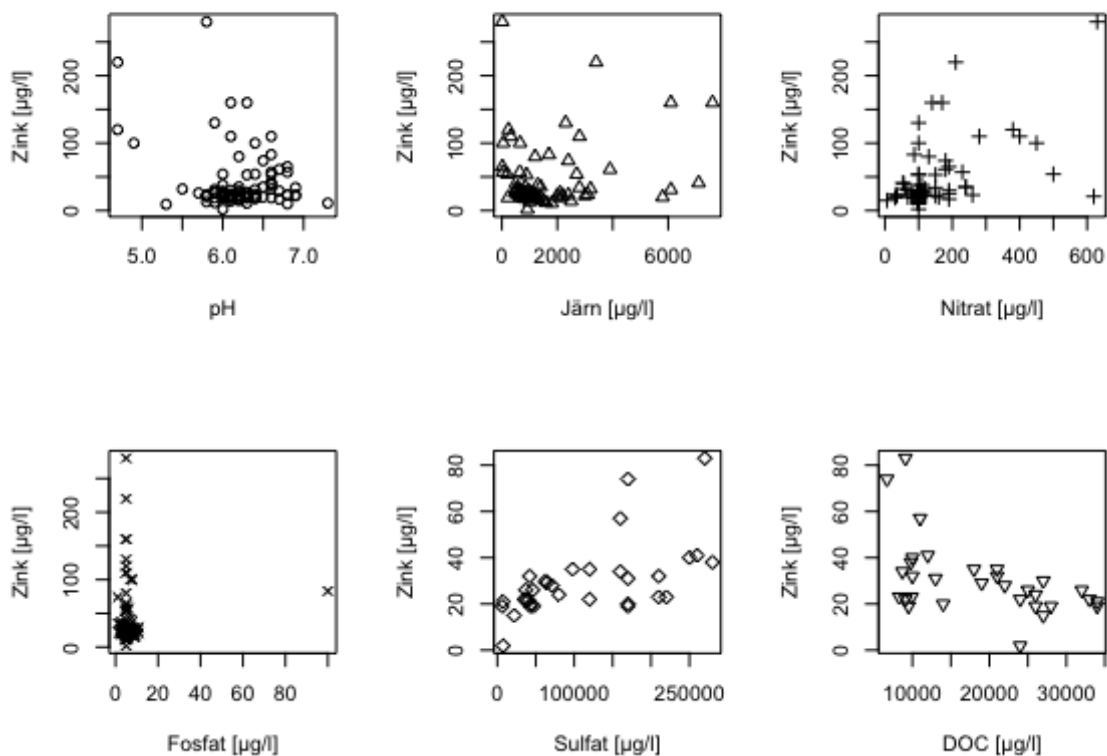 Zink [µg/l]
0 100 200
5.0 6.0 7.0
pH
Zink [µg/l]
0 100 200
0 2000 6000
Järn [µg/l]
Zink [µg/l]
0 100 200
0 200 400 600
Nitrat [µg/l]
Zink [µg/l]
0 100 200
0 20 40 60 80
Fosfat [µg/l]
Zink [µg/l]
0 20 40 60 80
0 100000 250000
Sulfat [µg/l]
Zink [µg/l]
0 20 40 60 80
10000 20000 30000
DOC [µg/l]